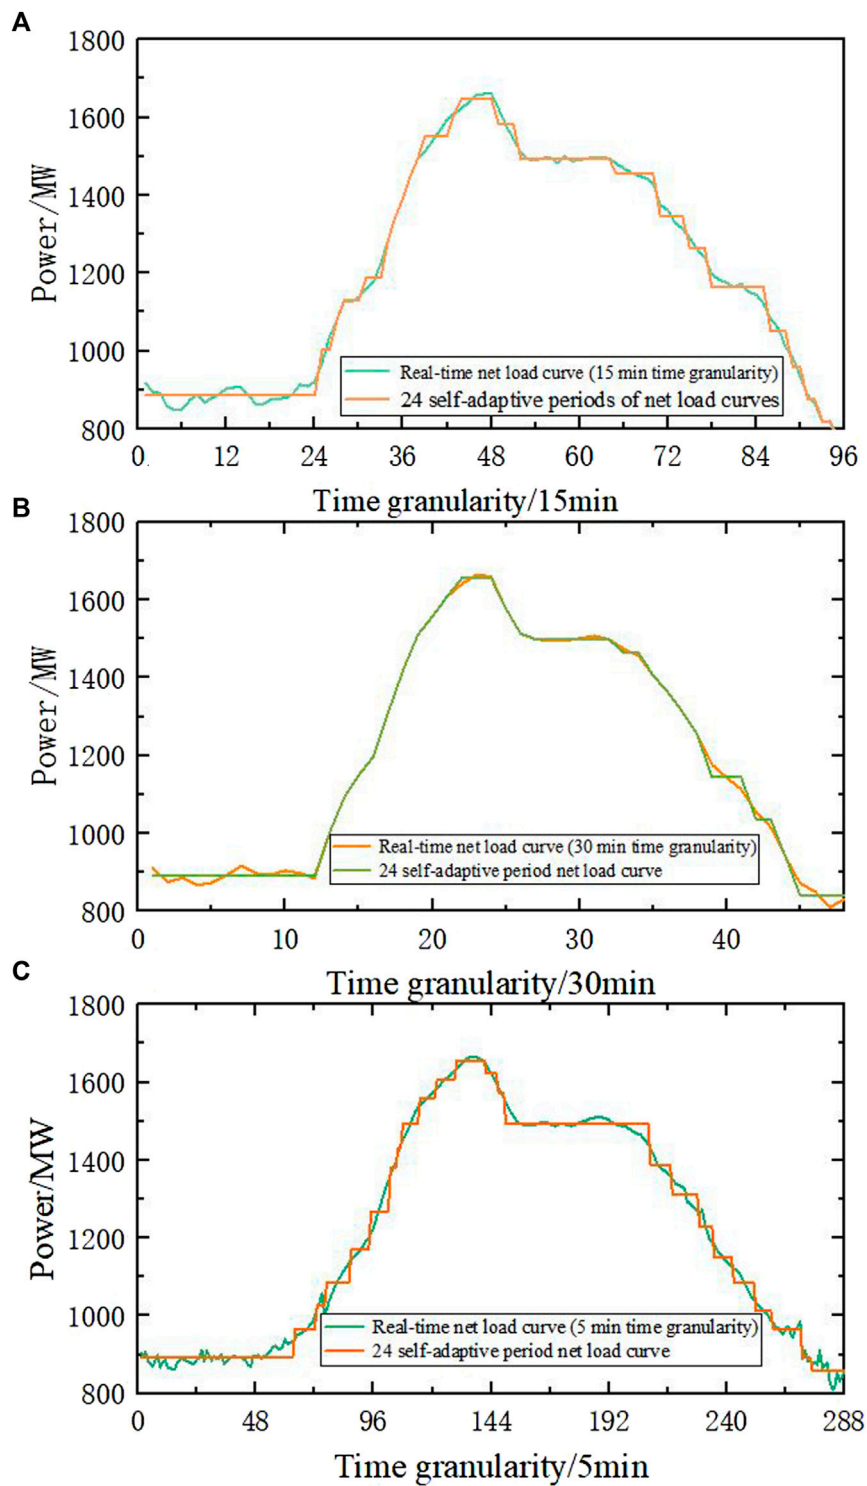 A
1800
1600
1400
1200
1000
800
Power/MW
Real-time net load curve (15 min time granularity)
24 self-adaptive periods of net load curves
0 12 24 36 48 60 72 84 96
Time granularity/15min
B
1800
1600
1400
1200
1000
800
Power/MW
Real-time net load curve (30 min time granularity)
24 self-adaptive period net load curve
0 10 20 30 40
Time granularity/30min
C
1800
1600
1400
1200
1000
800
Power/MW
Real-time net load curve (5 min time granularity)
24 self-adaptive period net load curve
0 48 96 144 192 240 288
Time granularity/5min